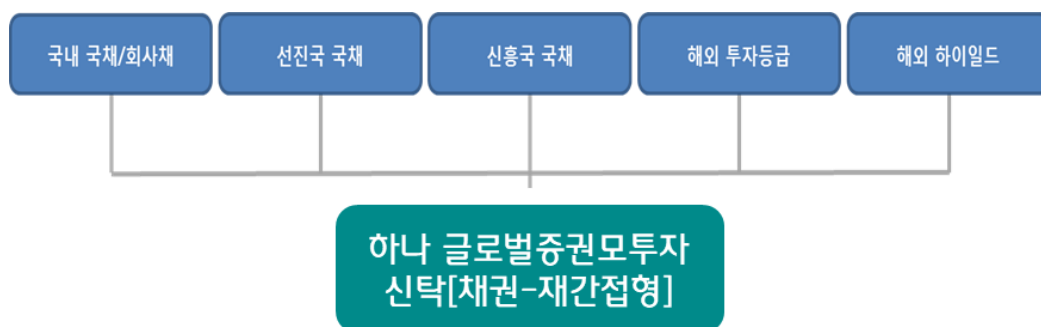 국내 국채/회사채
선진국 국채
신흥국 국채
해외 투자등급
해외 하이일드
하나 글로벌증권모투자
신탁[채권-재간접형]